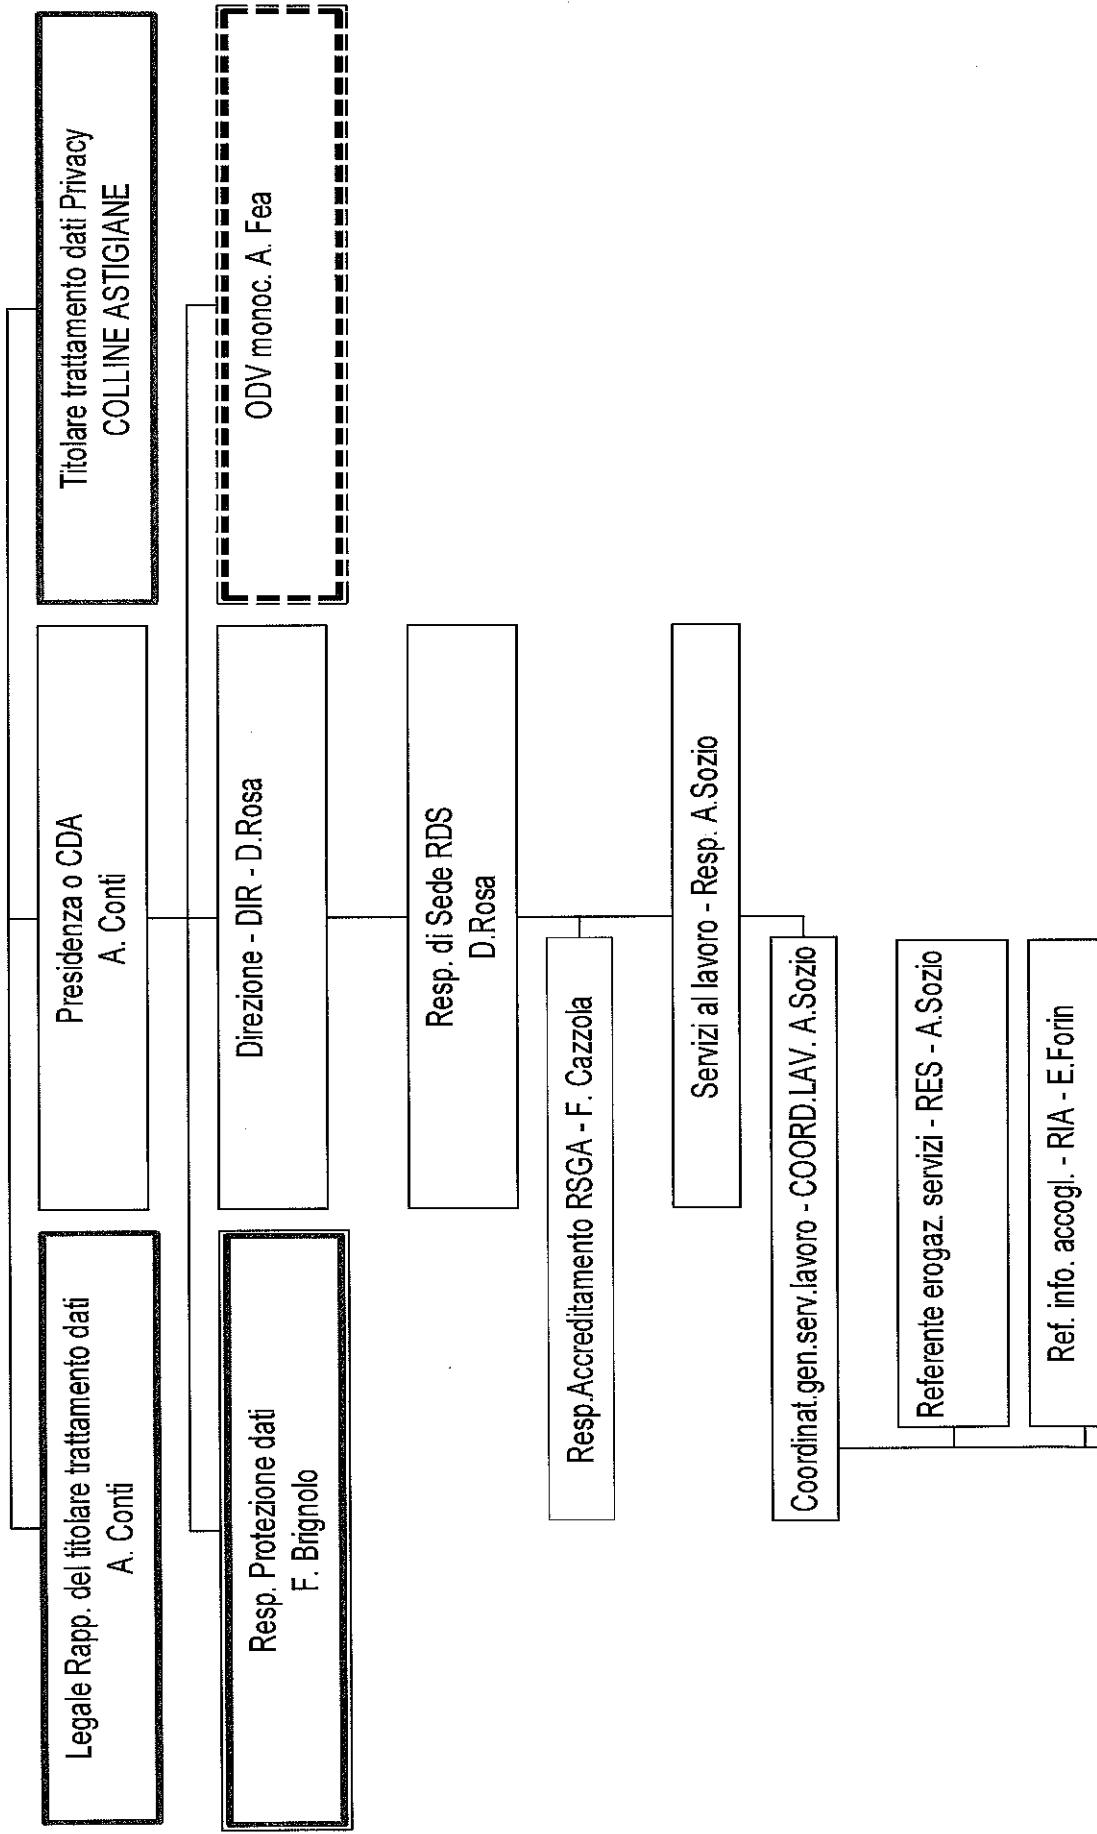 Legale Rapp. del titolare trattamento dati
A. Conti
Presidenza o CDA
A. Conti
Titolare trattamento dati Privacy
COLLINE ASTIGIANE
Resp. Protezione dati
F. Brignolo
Direzione - DIR - D.Rosa
ODV monoc. A. Fea
Resp. di Sede RDS
D.Rosa
Resp.Accreditamento RSGA - F. Cazzola
Servizi al lavoro - Resp. A.Sozio
Coordinat.gen.serv.lavoro - COORD.LAV. A.Sozio
Referente erogaz. servizi - RES - A.Sozio
Ref. info. accogl. - RIA - E.Forin